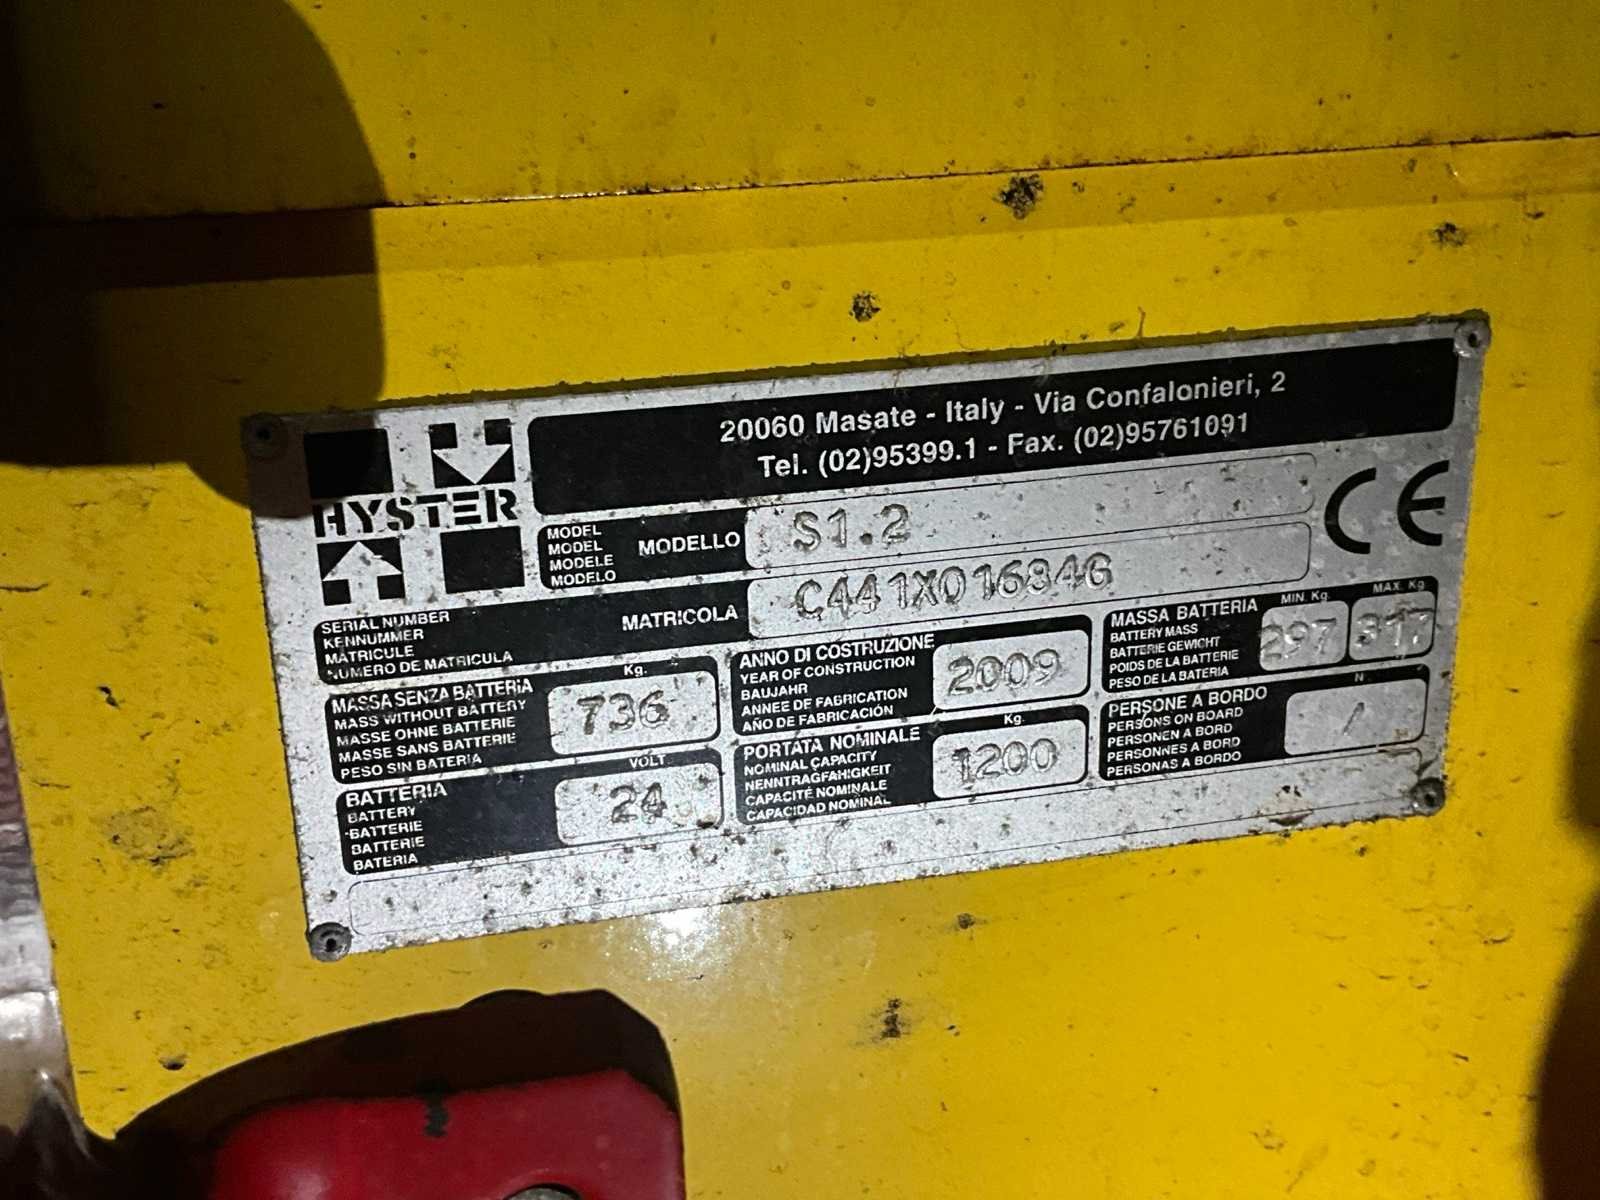 20060 Masate - Italy - Via Confalonieri, 2
Tel. (02)95399.1 - Fax. (02)95761091
HYSTER
MODEL
MODEL
MODELE
MODELO
MODELLO
S1.2
CE
SERIAL NUMBER
KENNUMMER
MATRICULE
NUMERO DE MATRICULA
MATRICOLA
C441X01684G
MASSA SENZA BATTERIA
MASS WITHOUT BATTERY
MASSE OHNE BATTERIE
MASSE SANS BATTERIE
PESO SIN BATERIA
Kg.
736
ANNO DI COSTRUZIONE
YEAR OF CONSTRUCTION
BAUJAHR
ANNEE DE FABRICATION
AÑO DE FABRICACIÓN
2009
MASSA BATTERIA
BATTERY MASS
BATTERIE GEWICHT
POIDS DE LA BATTERIE
PESO DE LA BATERIA
MIN. Kg.
297
MAX. Kg
317
BATTERIA
BATTERY
BATTERIE
BATTERIE
BATERIA
VOLT
24
PORTATA NOMINALE
NOMINAL CAPACITY
NENNTRAGFAHIGKEIT
CAPACITÉ NOMINALE
CAPACIDAD NOMINAL
Kg.
1200
PERSONE A BORDO
PERSONS ON BOARD
PERSONEN A BORD
PERSONNES A BORD
PERSONAS A BORDO
N.
/